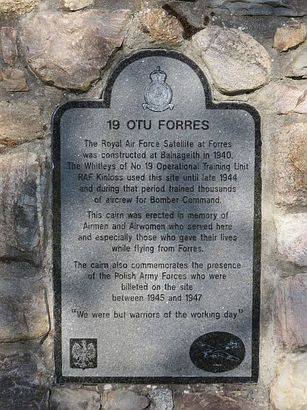 19 OTU FORRES
The Royal Air Force Satellite at Forres
was constructed at Balnageith in 1940.
The Whitleys of No 19 Operational Training Unit
RAF Kinloss used this site until late 1944
and during that period trained thousands
of aircrew for Bomber Command.
This cairn was erected in memory of
Airmen and Airwomen who served here
and especially those who gave their lives
while flying from Forres.
The cairn also commemorates the presence
of the Polish Army Forces who were
billeted on the site
between 1945 and 1947
"We were but warriors of the working day"